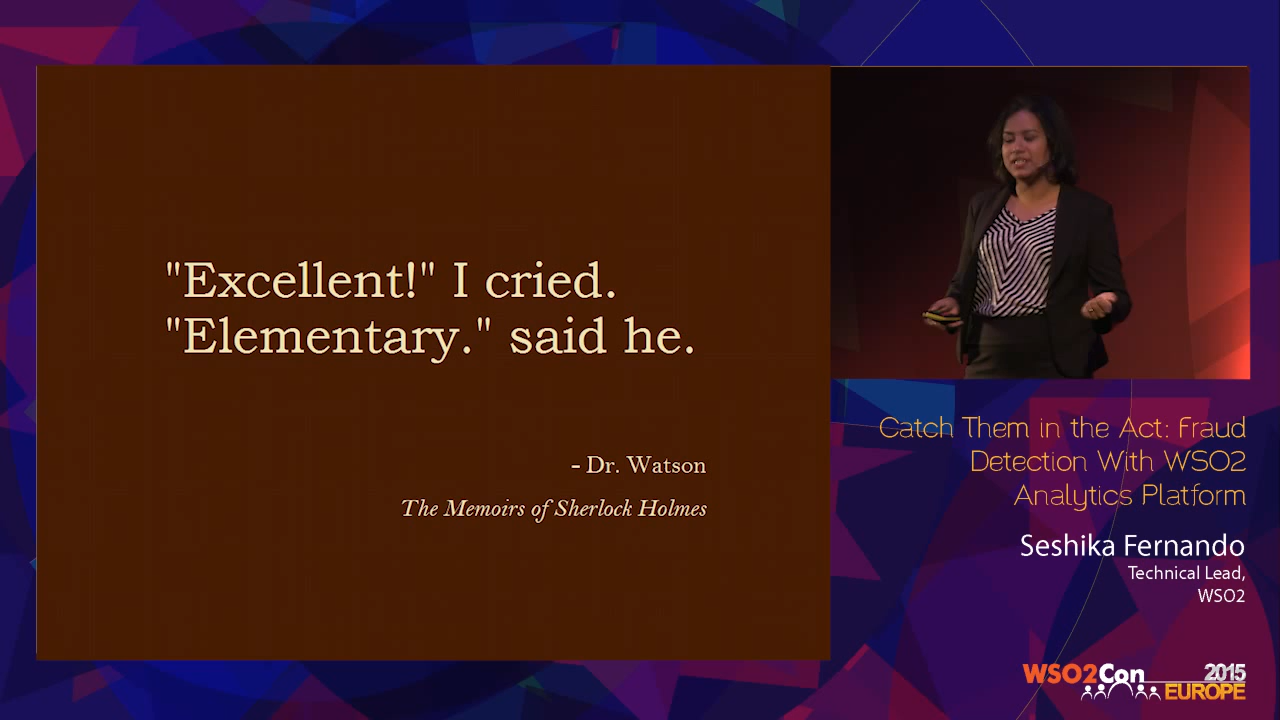 "Excellent!" I cried.
"Elementary." said he.
- Dr. Watson
The Memoirs of Sherlock Holmes
Catch Them in the Act: Fraud
Detection With WSO2
Analytics Platform
Seshika Fernando
Technical Lead,
WSO2
WSO2Con 2015
EUROPE